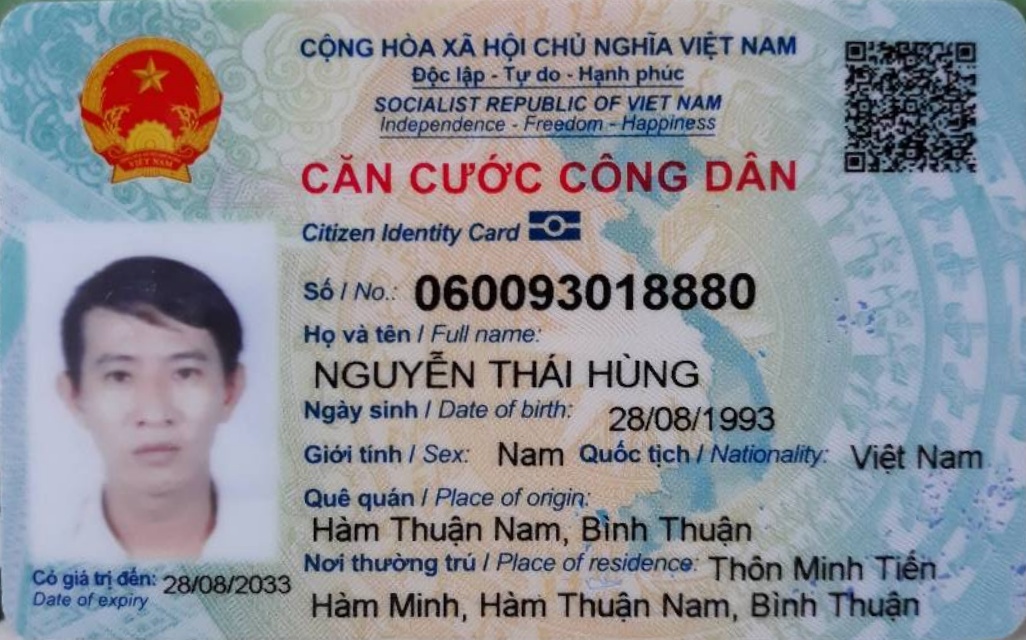 CỘNG HÒA XÃ HỘI CHỦ NGHĨA VIỆT NAM
Độc lập - Tự do - Hạnh phúc
SOCIALIST REPUBLIC OF VIET NAM
Independence - Freedom - Happiness
VIỆT NAM
CĂN CƯỚC CÔNG DÂN
Citizen Identity Card
Số / No.: 060093018880
Họ và tên / Full name:
NGUYỄN THÁI HÙNG
Ngày sinh / Date of birth: 28/08/1993
Giới tính / Sex: Nam Quốc tịch / Nationality: Việt Nam
Quê quán / Place of origin:
Hàm Thuận Nam, Bình Thuận
Nơi thường trú / Place of residence: Thôn Minh Tiến
Hàm Minh, Hàm Thuận Nam, Bình Thuận
Có giá trị đến: 28/08/2033
Date of expiry